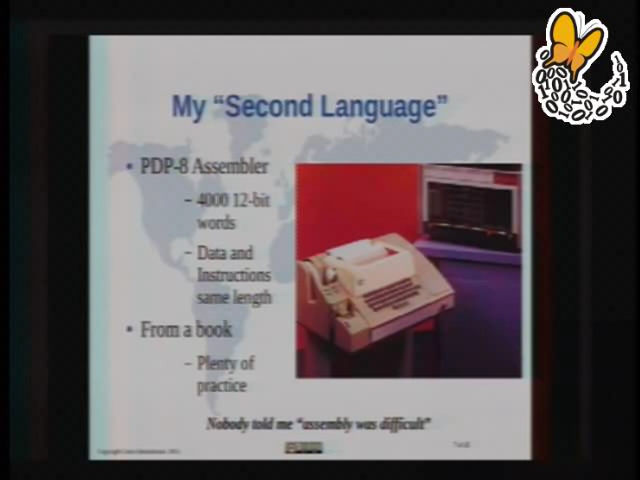 My “Second Language”
• PDP-8 Assembler
– 4000 12-bit
words
– Data and
Instructions
same length
• From a book
– Plenty of
practice
Nobody told me “assembly was difficult”